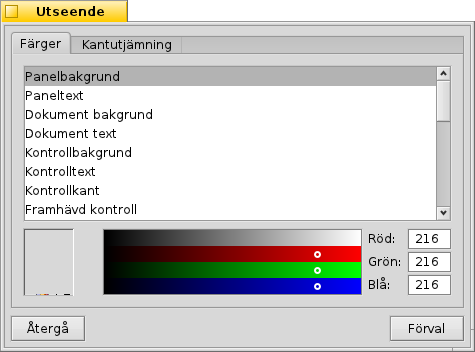 Utseende
Färger Kantutjämning
Panelbakgrund
Paneltext
Dokument bakgrund
Dokument text
Kontrollbakgrund
Kontrolltext
Kontrollkant
Framhävd kontroll
Röd: 216
Grön: 216
Blå: 216
Återgå Förval